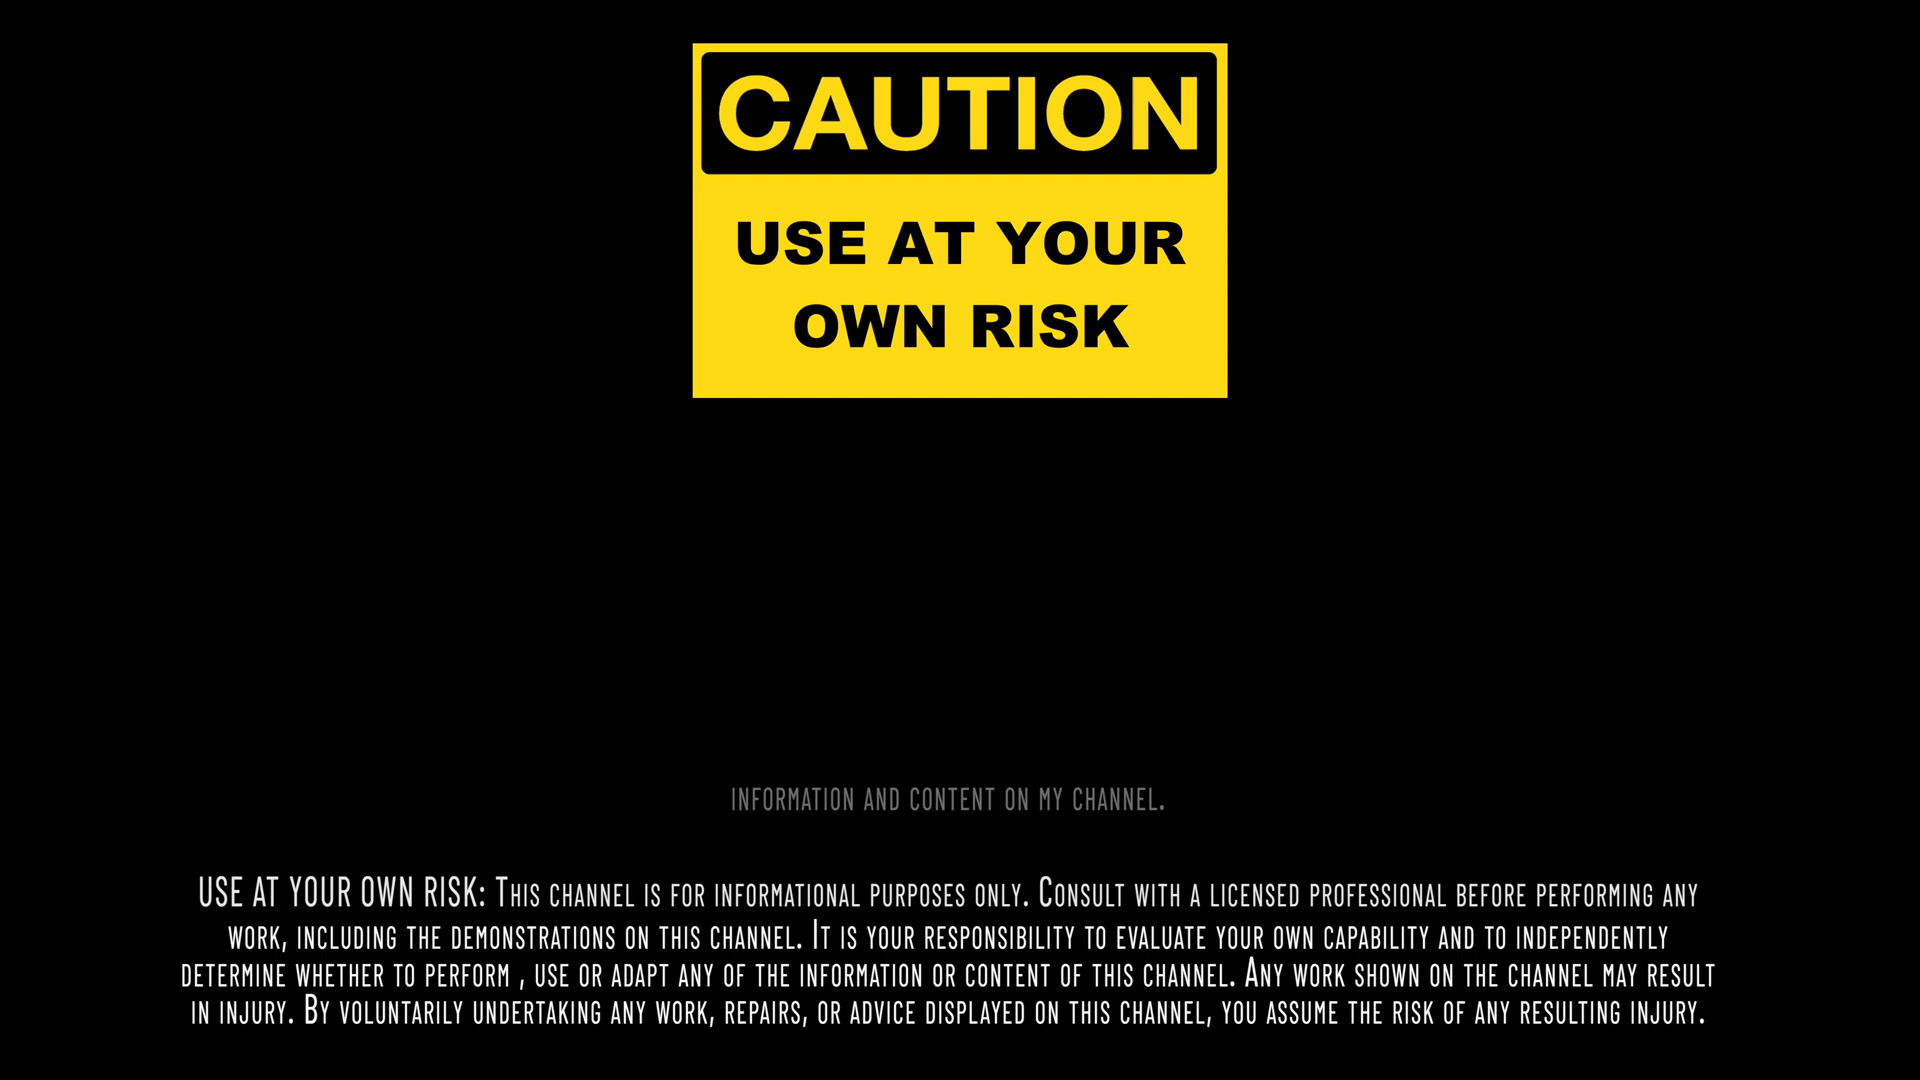 CAUTION
USE AT YOUR
OWN RISK
INFORMATION AND CONTENT ON MY CHANNEL.
USE AT YOUR OWN RISK: THIS CHANNEL IS FOR INFORMATIONAL PURPOSES ONLY. CONSULT WITH A LICENSED PROFESSIONAL BEFORE PERFORMING ANY
WORK, INCLUDING THE DEMONSTRATIONS ON THIS CHANNEL. IT IS YOUR RESPONSIBILITY TO EVALUATE YOUR OWN CAPABILITY AND TO INDEPENDENTLY
DETERMINE WHETHER TO PERFORM , USE OR ADAPT ANY OF THE INFORMATION OR CONTENT OF THIS CHANNEL. ANY WORK SHOWN ON THE CHANNEL MAY RESULT
IN INJURY. BY VOLUNTARILY UNDERTAKING ANY WORK, REPAIRS, OR ADVICE DISPLAYED ON THIS CHANNEL, YOU ASSUME THE RISK OF ANY RESULTING INJURY.